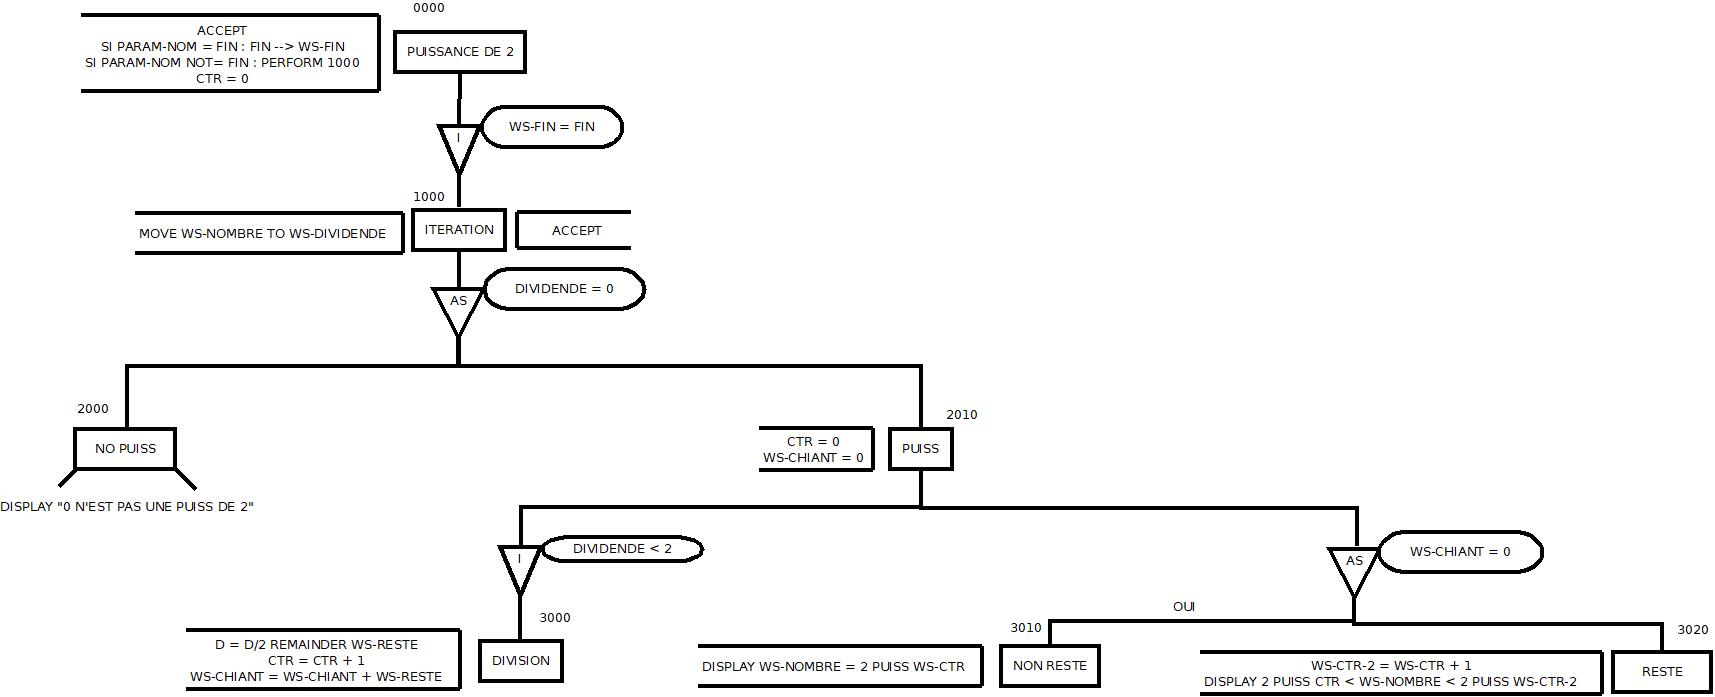 0000
ACCEPT
SI PARAM-NOM = FIN : FIN --> WS-FIN
SI PARAM-NOM NOT= FIN : PERFORM 1000
CTR = 0
PUISSANCE DE 2
I
WS-FIN = FIN
1000
MOVE WS-NOMBRE TO WS-DIVIDENDE
ITERATION
ACCEPT
AS
DIVIDENDE = 0
2000
NO PUISS
DISPLAY "0 N'EST PAS UNE PUISS DE 2"
2010
CTR = 0
WS-CHIANT = 0
PUISS
I
DIVIDENDE < 2
AS
WS-CHIANT = 0
OUI
3000
D = D/2 REMAINDER WS-RESTE
CTR = CTR + 1
WS-CHIANT = WS-CHIANT + WS-RESTE
DIVISION
3010
DISPLAY WS-NOMBRE = 2 PUISS WS-CTR
NON RESTE
3020
WS-CTR-2 = WS-CTR + 1
DISPLAY 2 PUISS CTR < WS-NOMBRE < 2 PUISS WS-CTR-2
RESTE